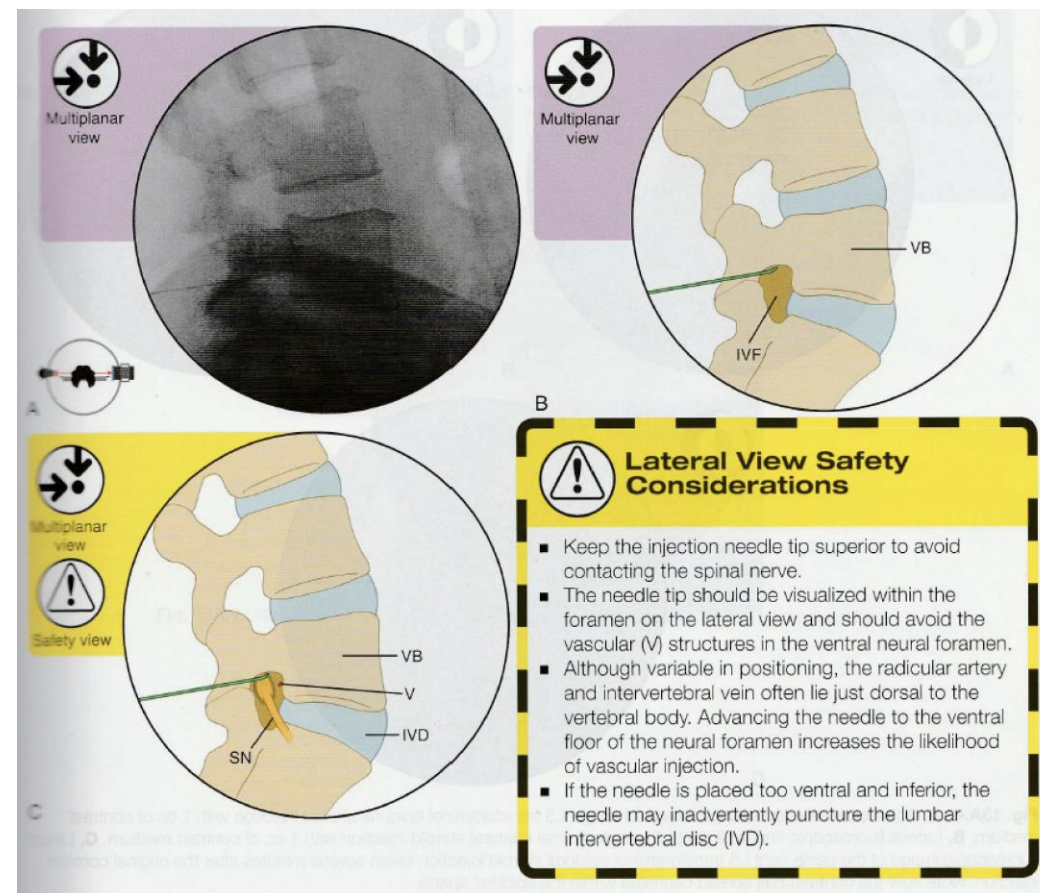 Multiplanar
view
A
Multiplanar
view
VB
IVF
B
Multiplanar
view
Safety view
VB
V
IVD
SN
C
Lateral View Safety
Considerations
▪ Keep the injection needle tip superior to avoid
contacting the spinal nerve.
▪ The needle tip should be visualized within the
foramen on the lateral view and should avoid the
vascular (V) structures in the ventral neural foramen.
▪ Although variable in positioning, the radicular artery
and intervertebral vein often lie just dorsal to the
vertebral body. Advancing the needle to the ventral
floor of the neural foramen increases the likelihood
of vascular injection.
▪ If the needle is placed too ventral and inferior, the
needle may inadvertently puncture the lumbar
intervertebral disc (IVD).